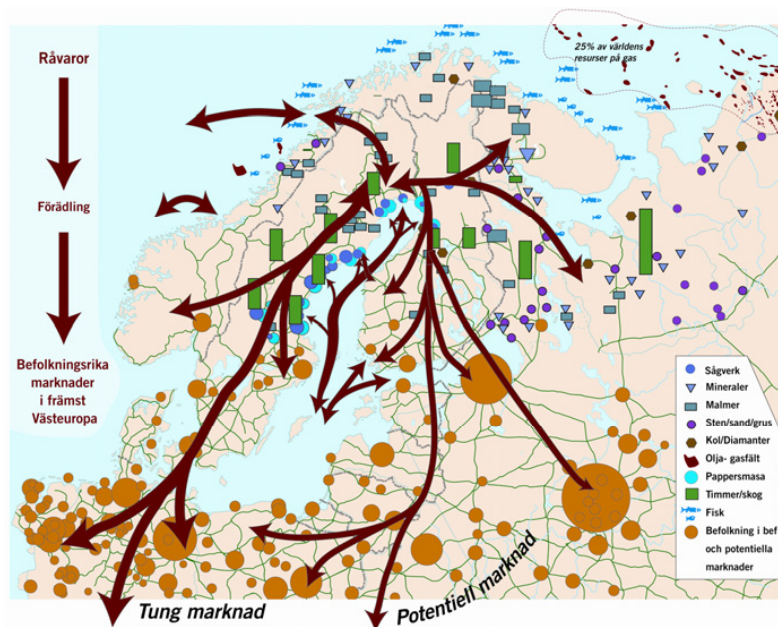 Råvaror
Förädling
Befolkningsrika
marknader
i främst
Västeuropa
25% av världens
resurser på gas
Tung marknad
Potentiell marknad
Sågverk
Mineraler
Malmer
Sten/sand/grus
Kol/Diamanter
Olja- gasfält
Pappersmasa
Timmer/skog
Fisk
Befolkning i bef
och potentiella
marknader